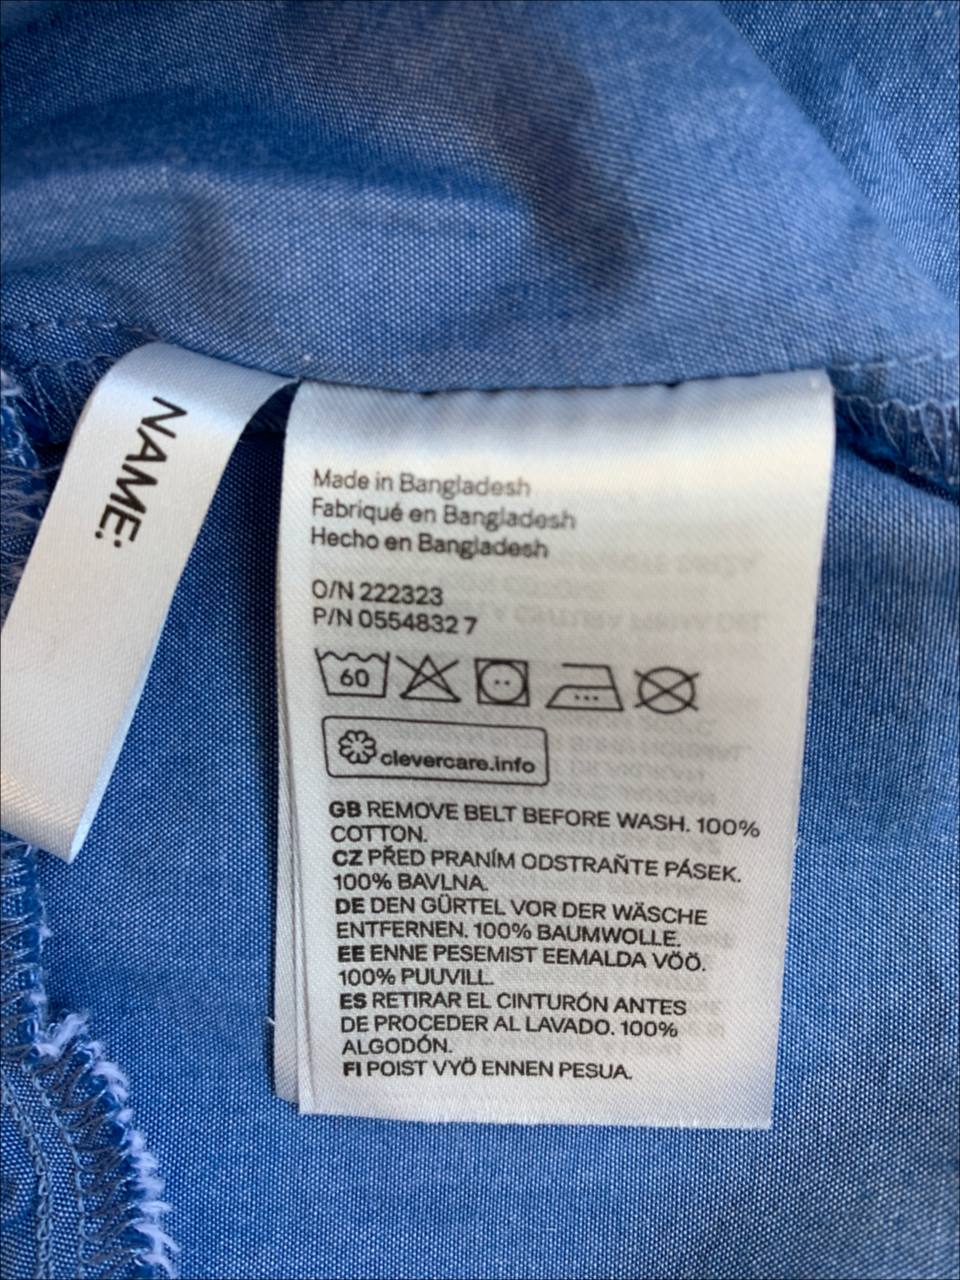 NAME:
Made in Bangladesh
Fabriqué en Bangladesh
Hecho en Bangladesh
O/N 222323
P/N 0554832 7
60
clevercare.info
GB REMOVE BELT BEFORE WASH. 100%
COTTON.
CZ PŘED PRANÍM ODSTRAŇTE PÁSEK.
100% BAVLNA.
DE DEN GÜRTEL VOR DER WÄSCHE
ENTFERNEN. 100% BAUMWOLLE.
EE ENNE PESEMIST EEMALDA VÖÖ.
100% PUUVILL.
ES RETIRAR EL CINTURÓN ANTES
DE PROCEDER AL LAVADO. 100%
ALGODÓN.
FI POIST VYÖ ENNEN PESUA.